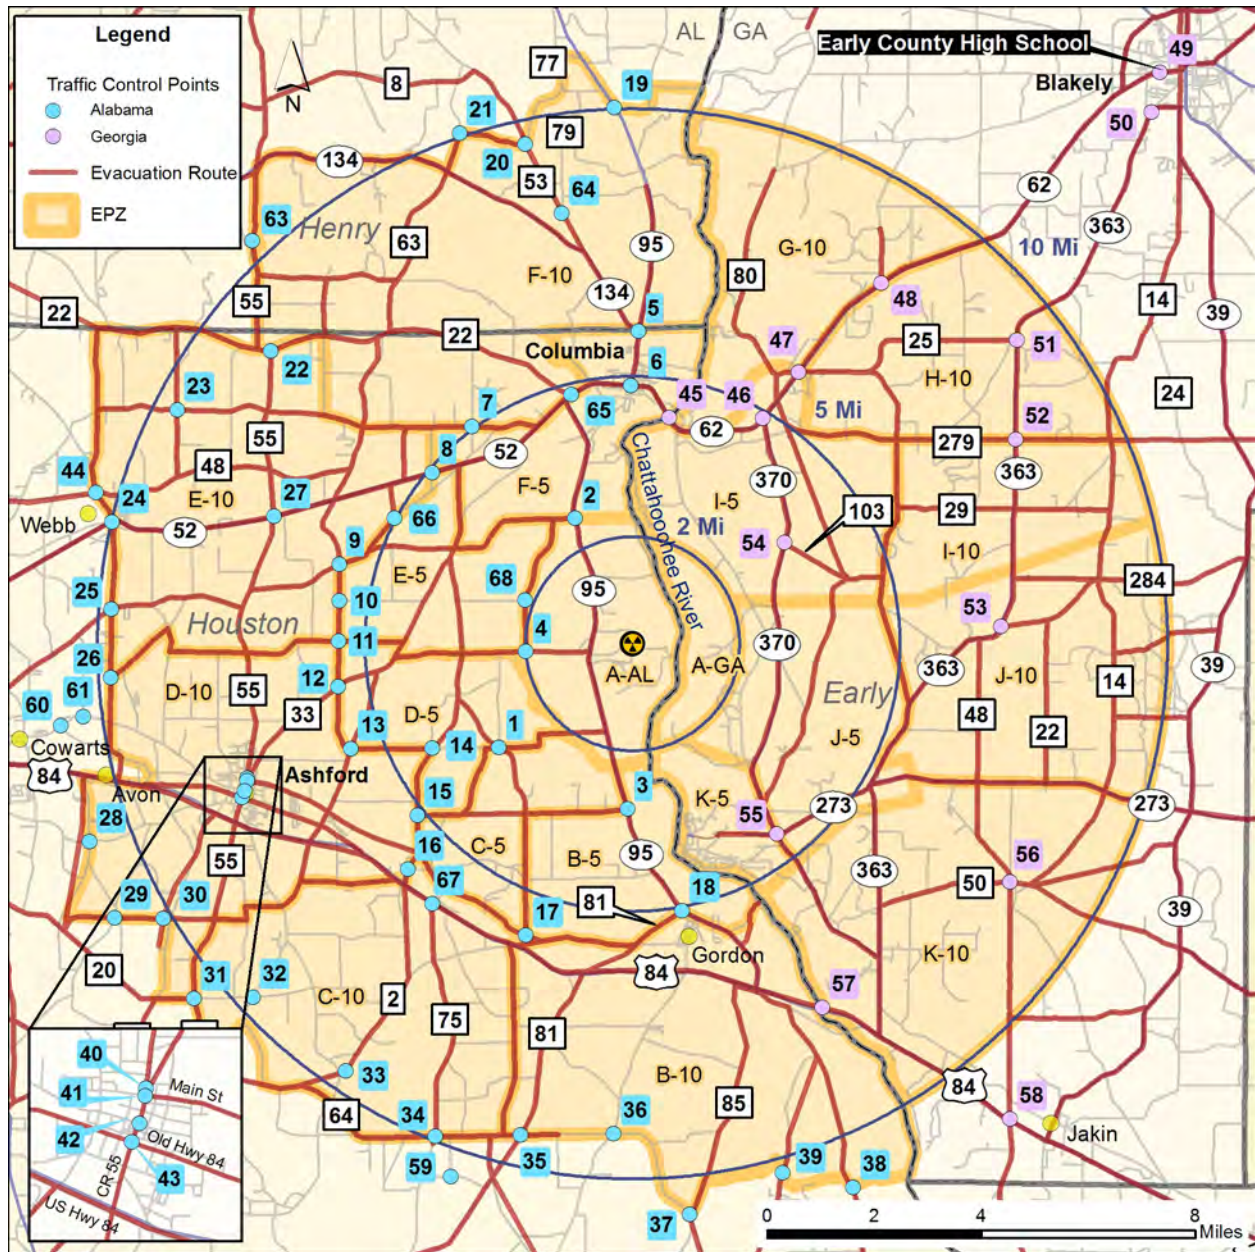 Legend
Traffic Control Points
Alabama
Georgia
Evacuation Route
EPZ
N
AL
GA
Early County High School
49
Blakely
50
77
19
8
21
79
20
53
64
134
62
363
10 Mi
63
Henry
63
95
G-10
80
F-10
134
48
14
39
55
22
22
5
Columbia
6
47
25
51
22
H-10
23
7
65
45
46
5 Mi
24
55
8
52
62
279
52
363
48
44
E-10
27
F-5
2
Chattahoochee River
370
I-5
103
24
Webb
52
66
2 Mi
54
29
9
I-10
E-5
68
95
284
25
10
53
Houston
11
4
370
26
A-AL
A-GA
363
39
D-10
12
Early
J-10
14
61
55
33
D-5
48
22
60
13
14
1
J-5
Cowarts
84
Ashford
Avon
15
3
K-5
273
273
28
55
55
16
C-5
B-5
95
56
67
363
50
81
18
39
29
30
17
Gordon
K-10
20
31
32
C-10
2
75
84
57
81
40
Main St
41
33
B-10
84
85
64
34
36
58
42
Old Hwy 84
Jakin
35
39
38
59
CR-55
43
US Hwy 84
37
0
2
4
8
Miles